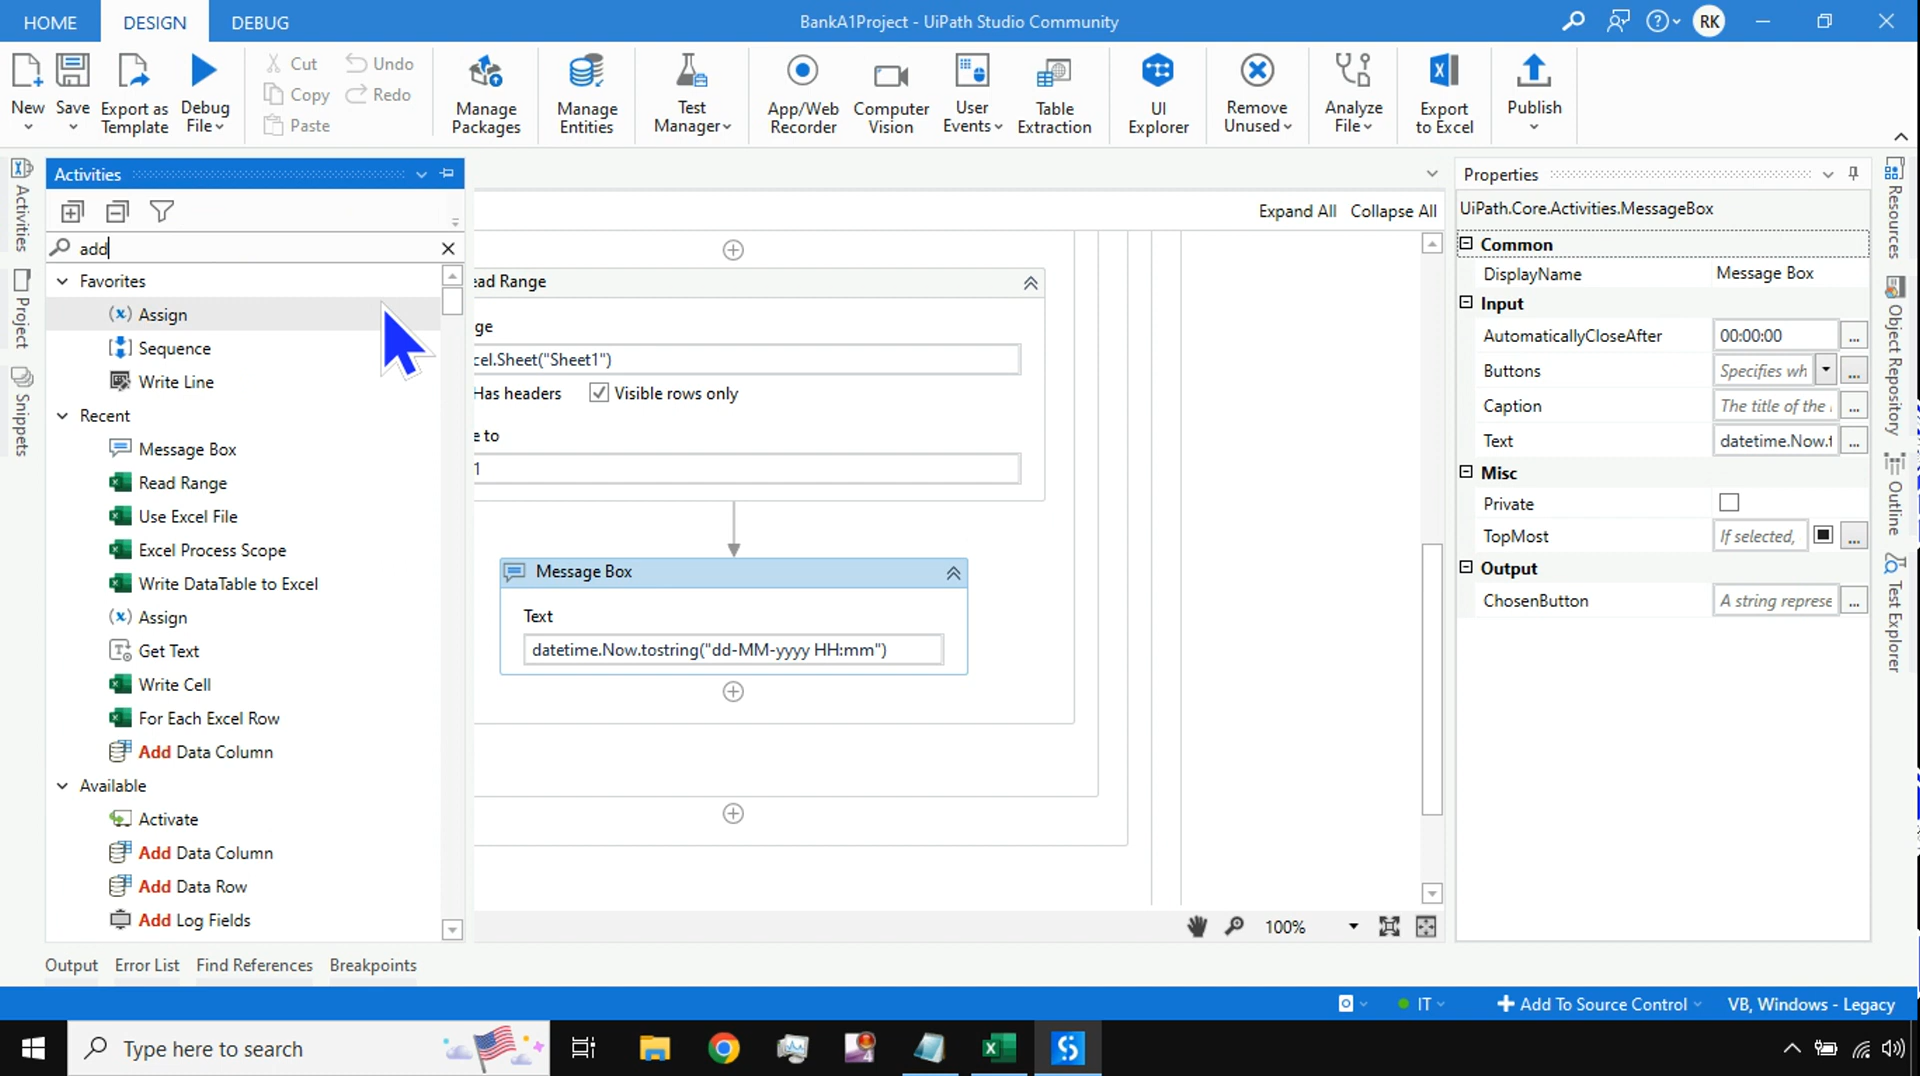 HOME DESIGN DEBUG BankA1Project - UiPath Studio Community RK
New Save Export as Template Debug File Cut Copy Paste Undo Redo Manage Packages Manage Entities Test Manager App/Web Recorder Computer Vision User Events Table Extraction UI Explorer Remove Unused Analyze File Export to Excel Publish
Activities
Project
Snippets
Activities
add
Favorites
Assign
Sequence
Write Line
Recent
Message Box
Read Range
Use Excel File
Excel Process Scope
Write DataTable to Excel
Assign
Get Text
Write Cell
For Each Excel Row
Add Data Column
Available
Activate
Add Data Column
Add Data Row
Add Log Fields
Expand All Collapse All
ead Range
ge
cel.Sheet("Sheet1")
Has headers Visible rows only
e to
1
Message Box
Text
datetime.Now.tostring("dd-MM-yyyy HH:mm")
100%
Properties
UiPath.Core.Activities.MessageBox
Common
DisplayName Message Box
Input
AutomaticallyCloseAfter 00:00:00 ...
Buttons Specifies wh ...
Caption The title of the ...
Text datetime.Now.t ...
Misc
Private
TopMost If selected, ...
Output
ChosenButton A string represe ...
Resources
Object Repository
Outline
Test Explorer
Output Error List Find References Breakpoints
IT Add To Source Control VB, Windows - Legacy
Type here to search